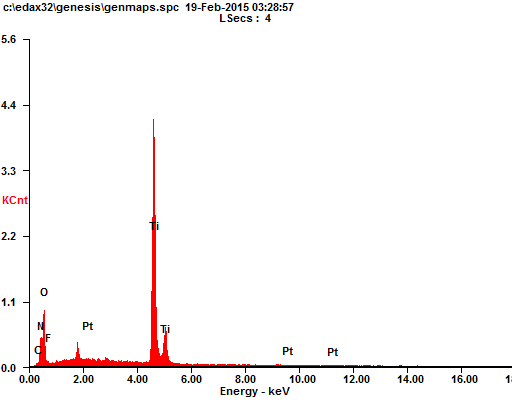 c:\edax32\genesis\genmaps.spc 19-Feb-2015 03:28:57
LSecs : 4
5.6
4.4
3.3
KCnt
Ti
2.2
1.1
O
N
Pt
Ti
F
C
Pt
Pt
0.0
0.00 2.00 4.00 6.00 8.00 10.00 12.00 14.00 16.00 18
Energy - keV